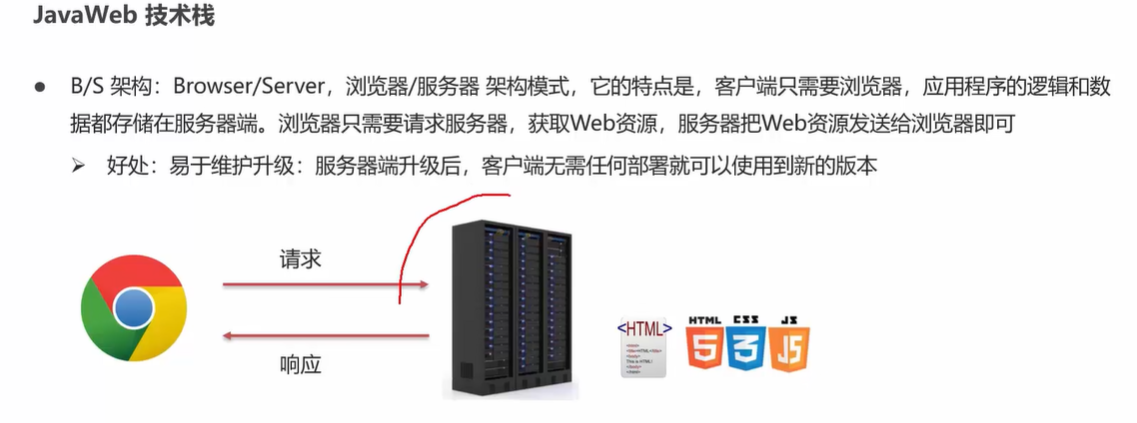 JavaWeb 技术栈
● B/S 架构：Browser/Server，浏览器/服务器 架构模式，它的特点是，客户端只需要浏览器，应用程序的逻辑和数
据都存储在服务器端。浏览器只需要请求服务器，获取Web资源，服务器把Web资源发送给浏览器即可
➢ 好处：易于维护升级：服务器端升级后，客户端无需任何部署就可以使用到新的版本
请求
响应
<HTML>
This is HTML!
HTML 5
CSS 3
JS JS